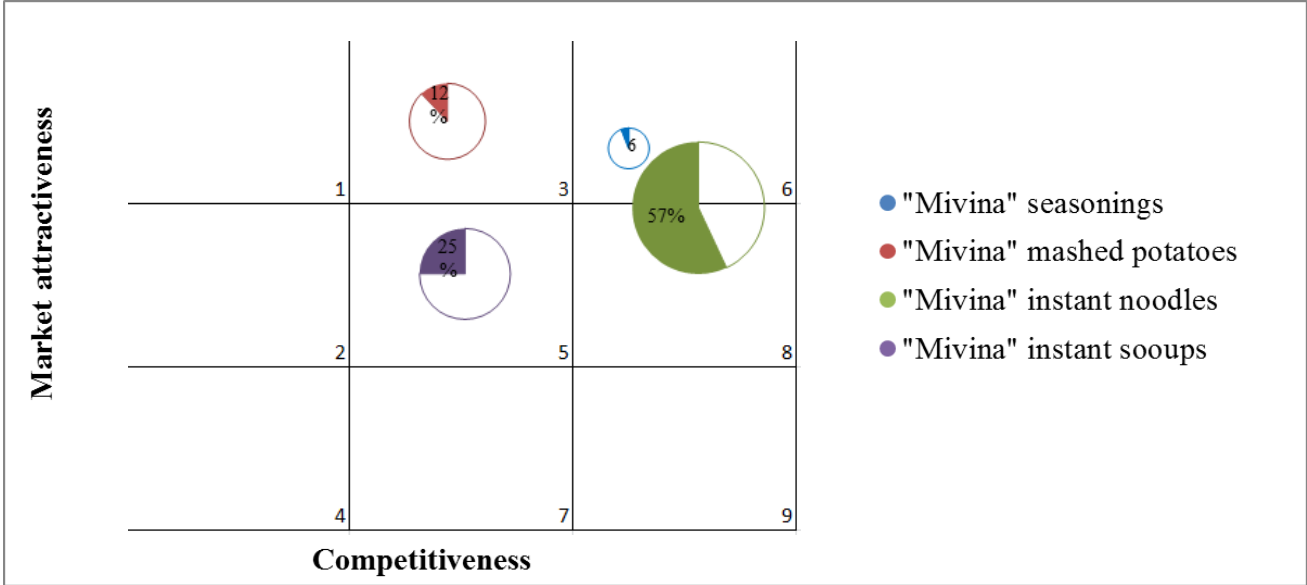 Market attractiveness
12
%
6
1
3
6
57%
25
%
2
5
8
4
7
9
Competitiveness
"Mivina" seasonings
"Mivina" mashed potatoes
"Mivina" instant noodles
"Mivina" instant sooups